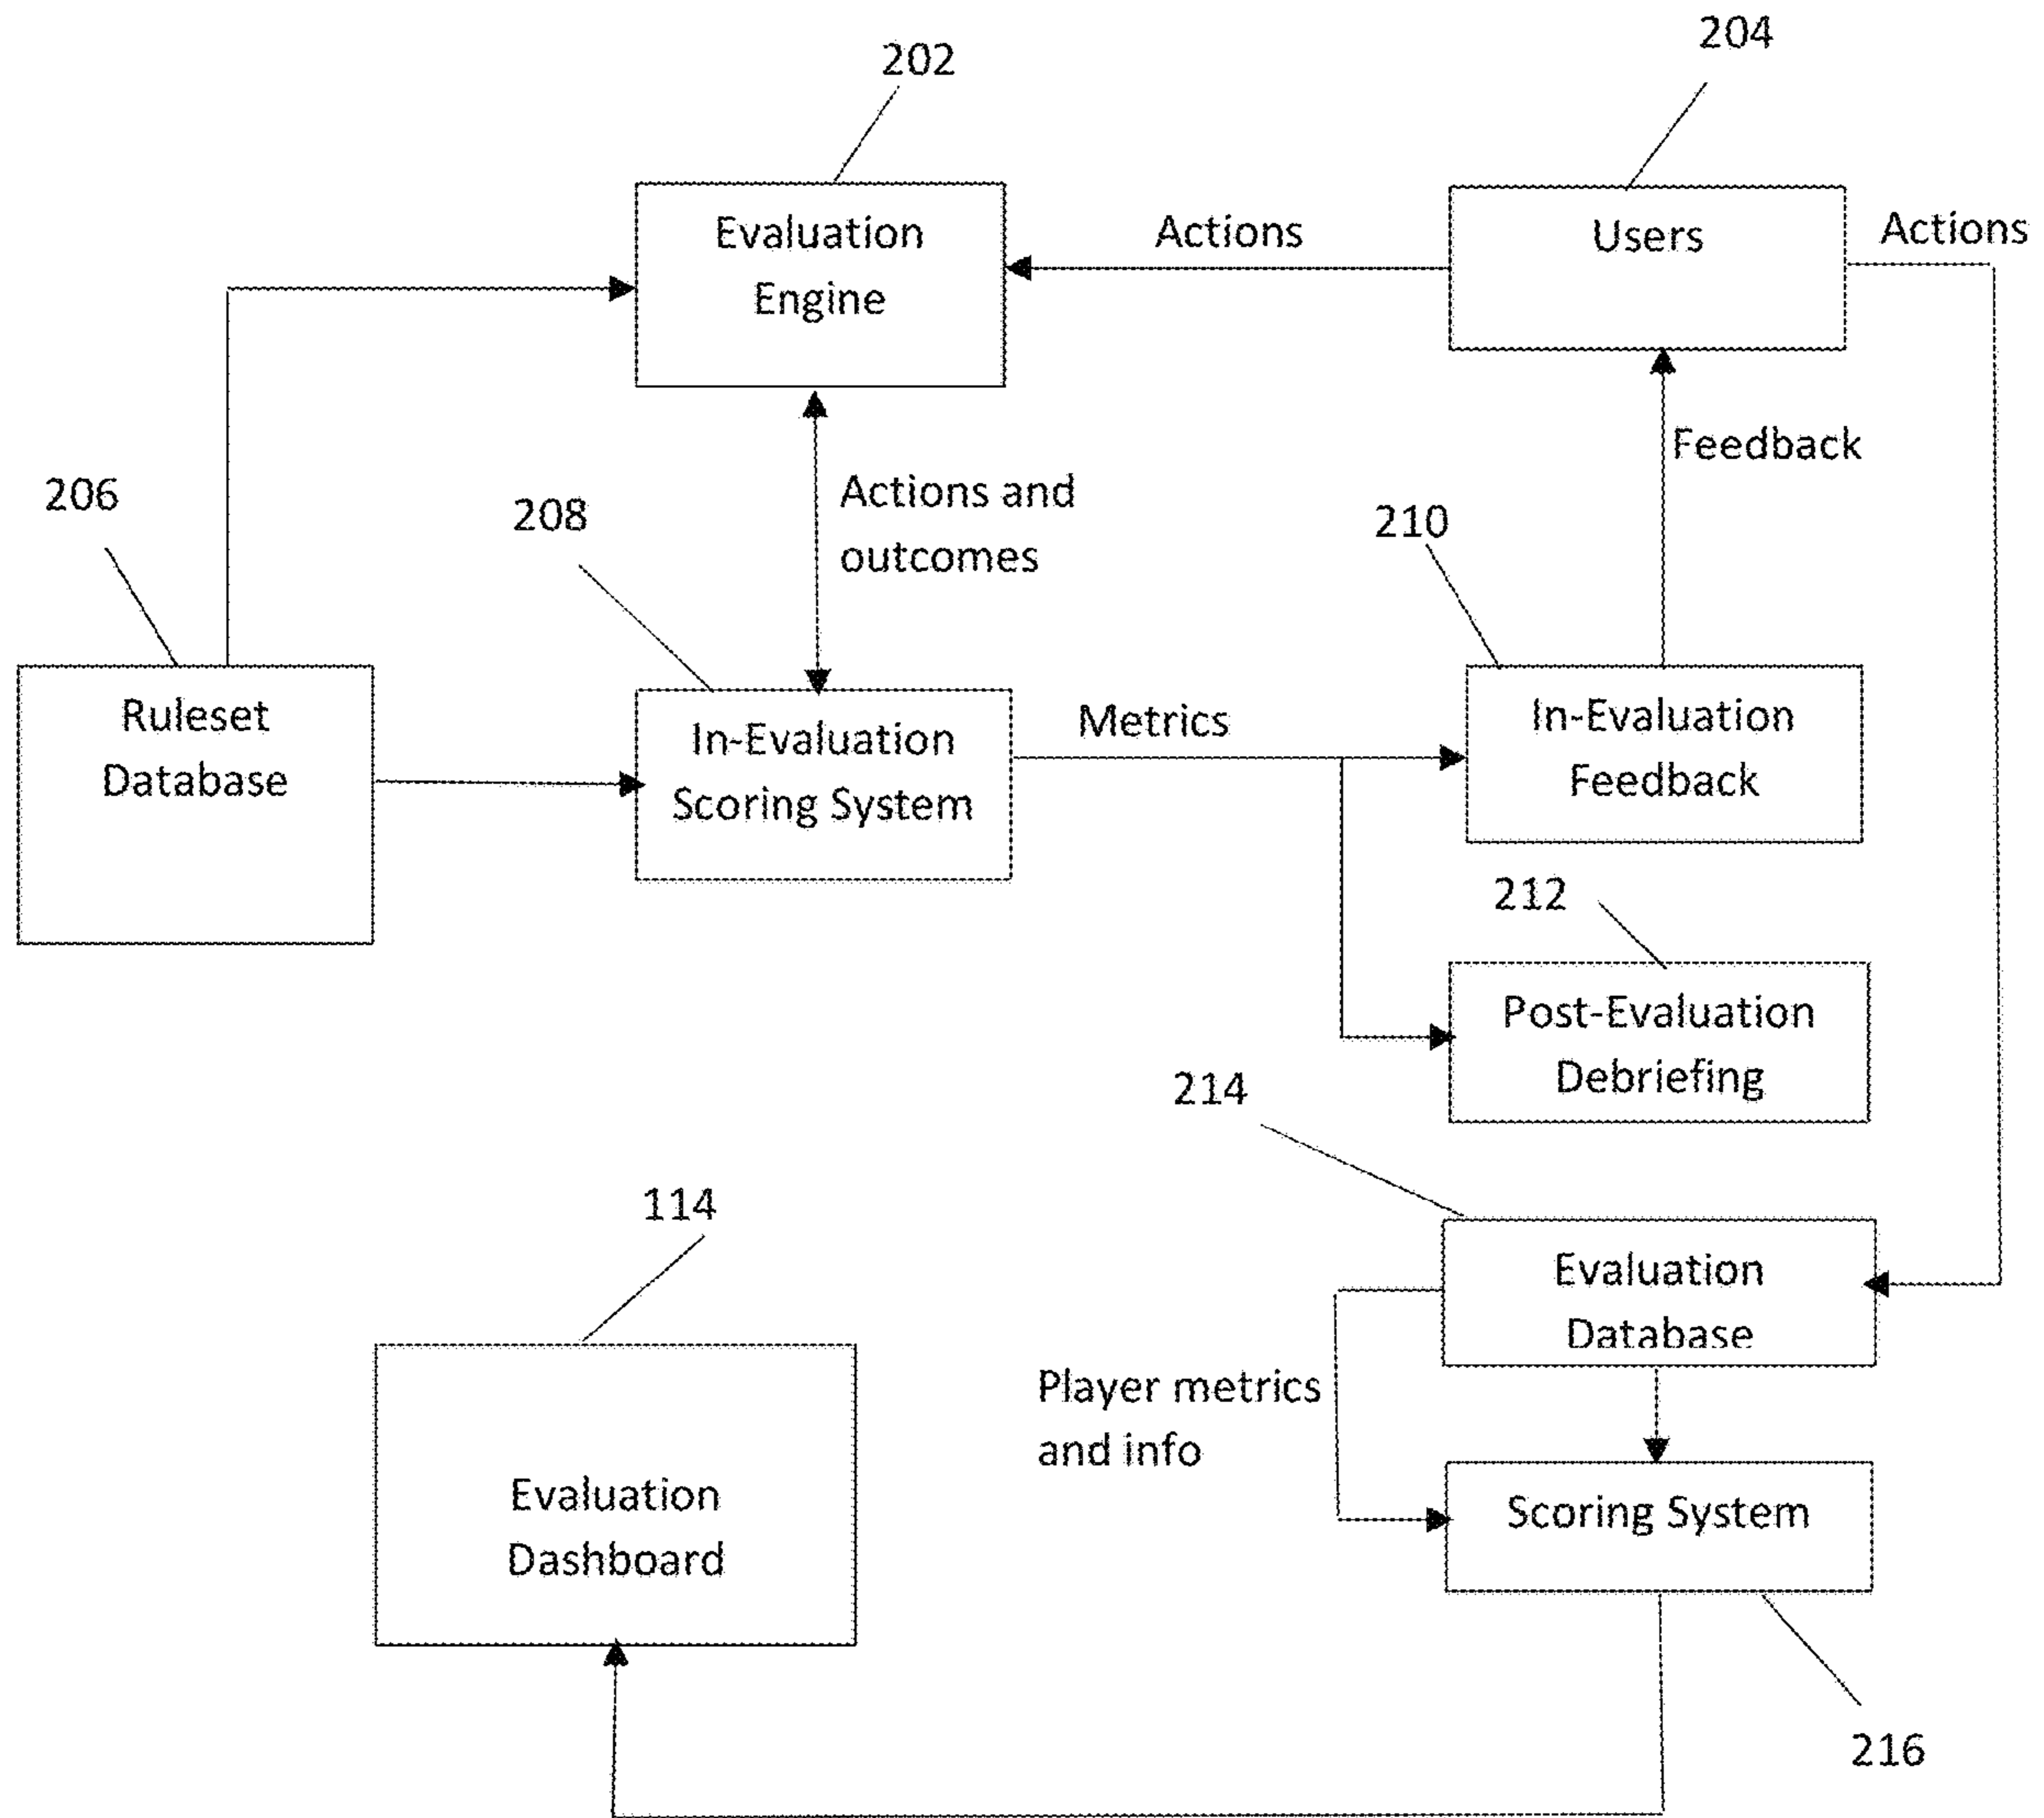 204
202
Evaluation
Engine
Actions
Users
Actions
Feedback
206
208
Actions and
outcomes
210
Ruleset
Database
In-Evaluation
Scoring System
Metrics
In-Evaluation
Feedback
212
Post-Evaluation
Debriefing
214
114
Evaluation
Database
Player metrics
and info
Evaluation
Dashboard
Scoring System
216